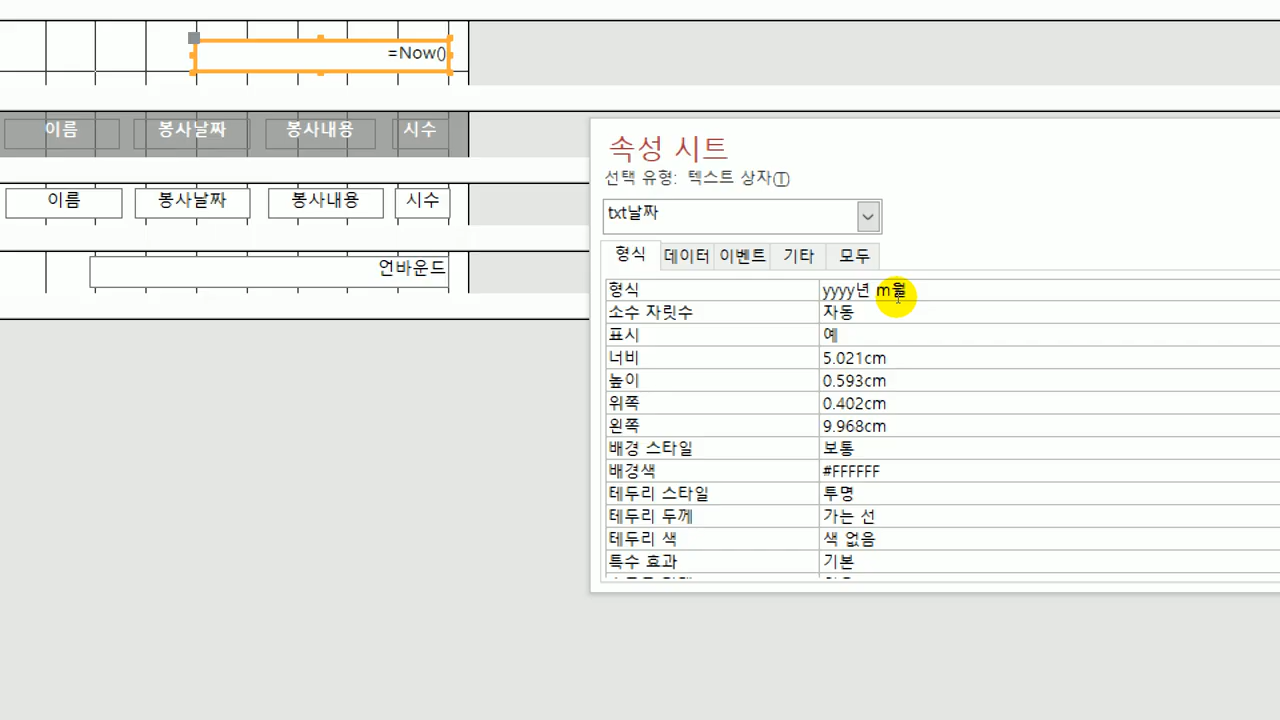 =Now()
이름 봉사날짜 봉사내용 시수
이름 봉사날짜 봉사내용 시수
언바운드
속성 시트
선택 유형: 텍스트 상자(T)
txt날짜
형식 데이터 이벤트 기타 모두
형식 yyyy년 m월
소수 자릿수 자동
표시 예
너비 5.021cm
높이 0.593cm
위쪽 0.402cm
왼쪽 9.968cm
배경 스타일 보통
배경색 #FFFFFF
테두리 스타일 투명
테두리 두께 가는 선
테두리 색 색 없음
특수 효과 기본